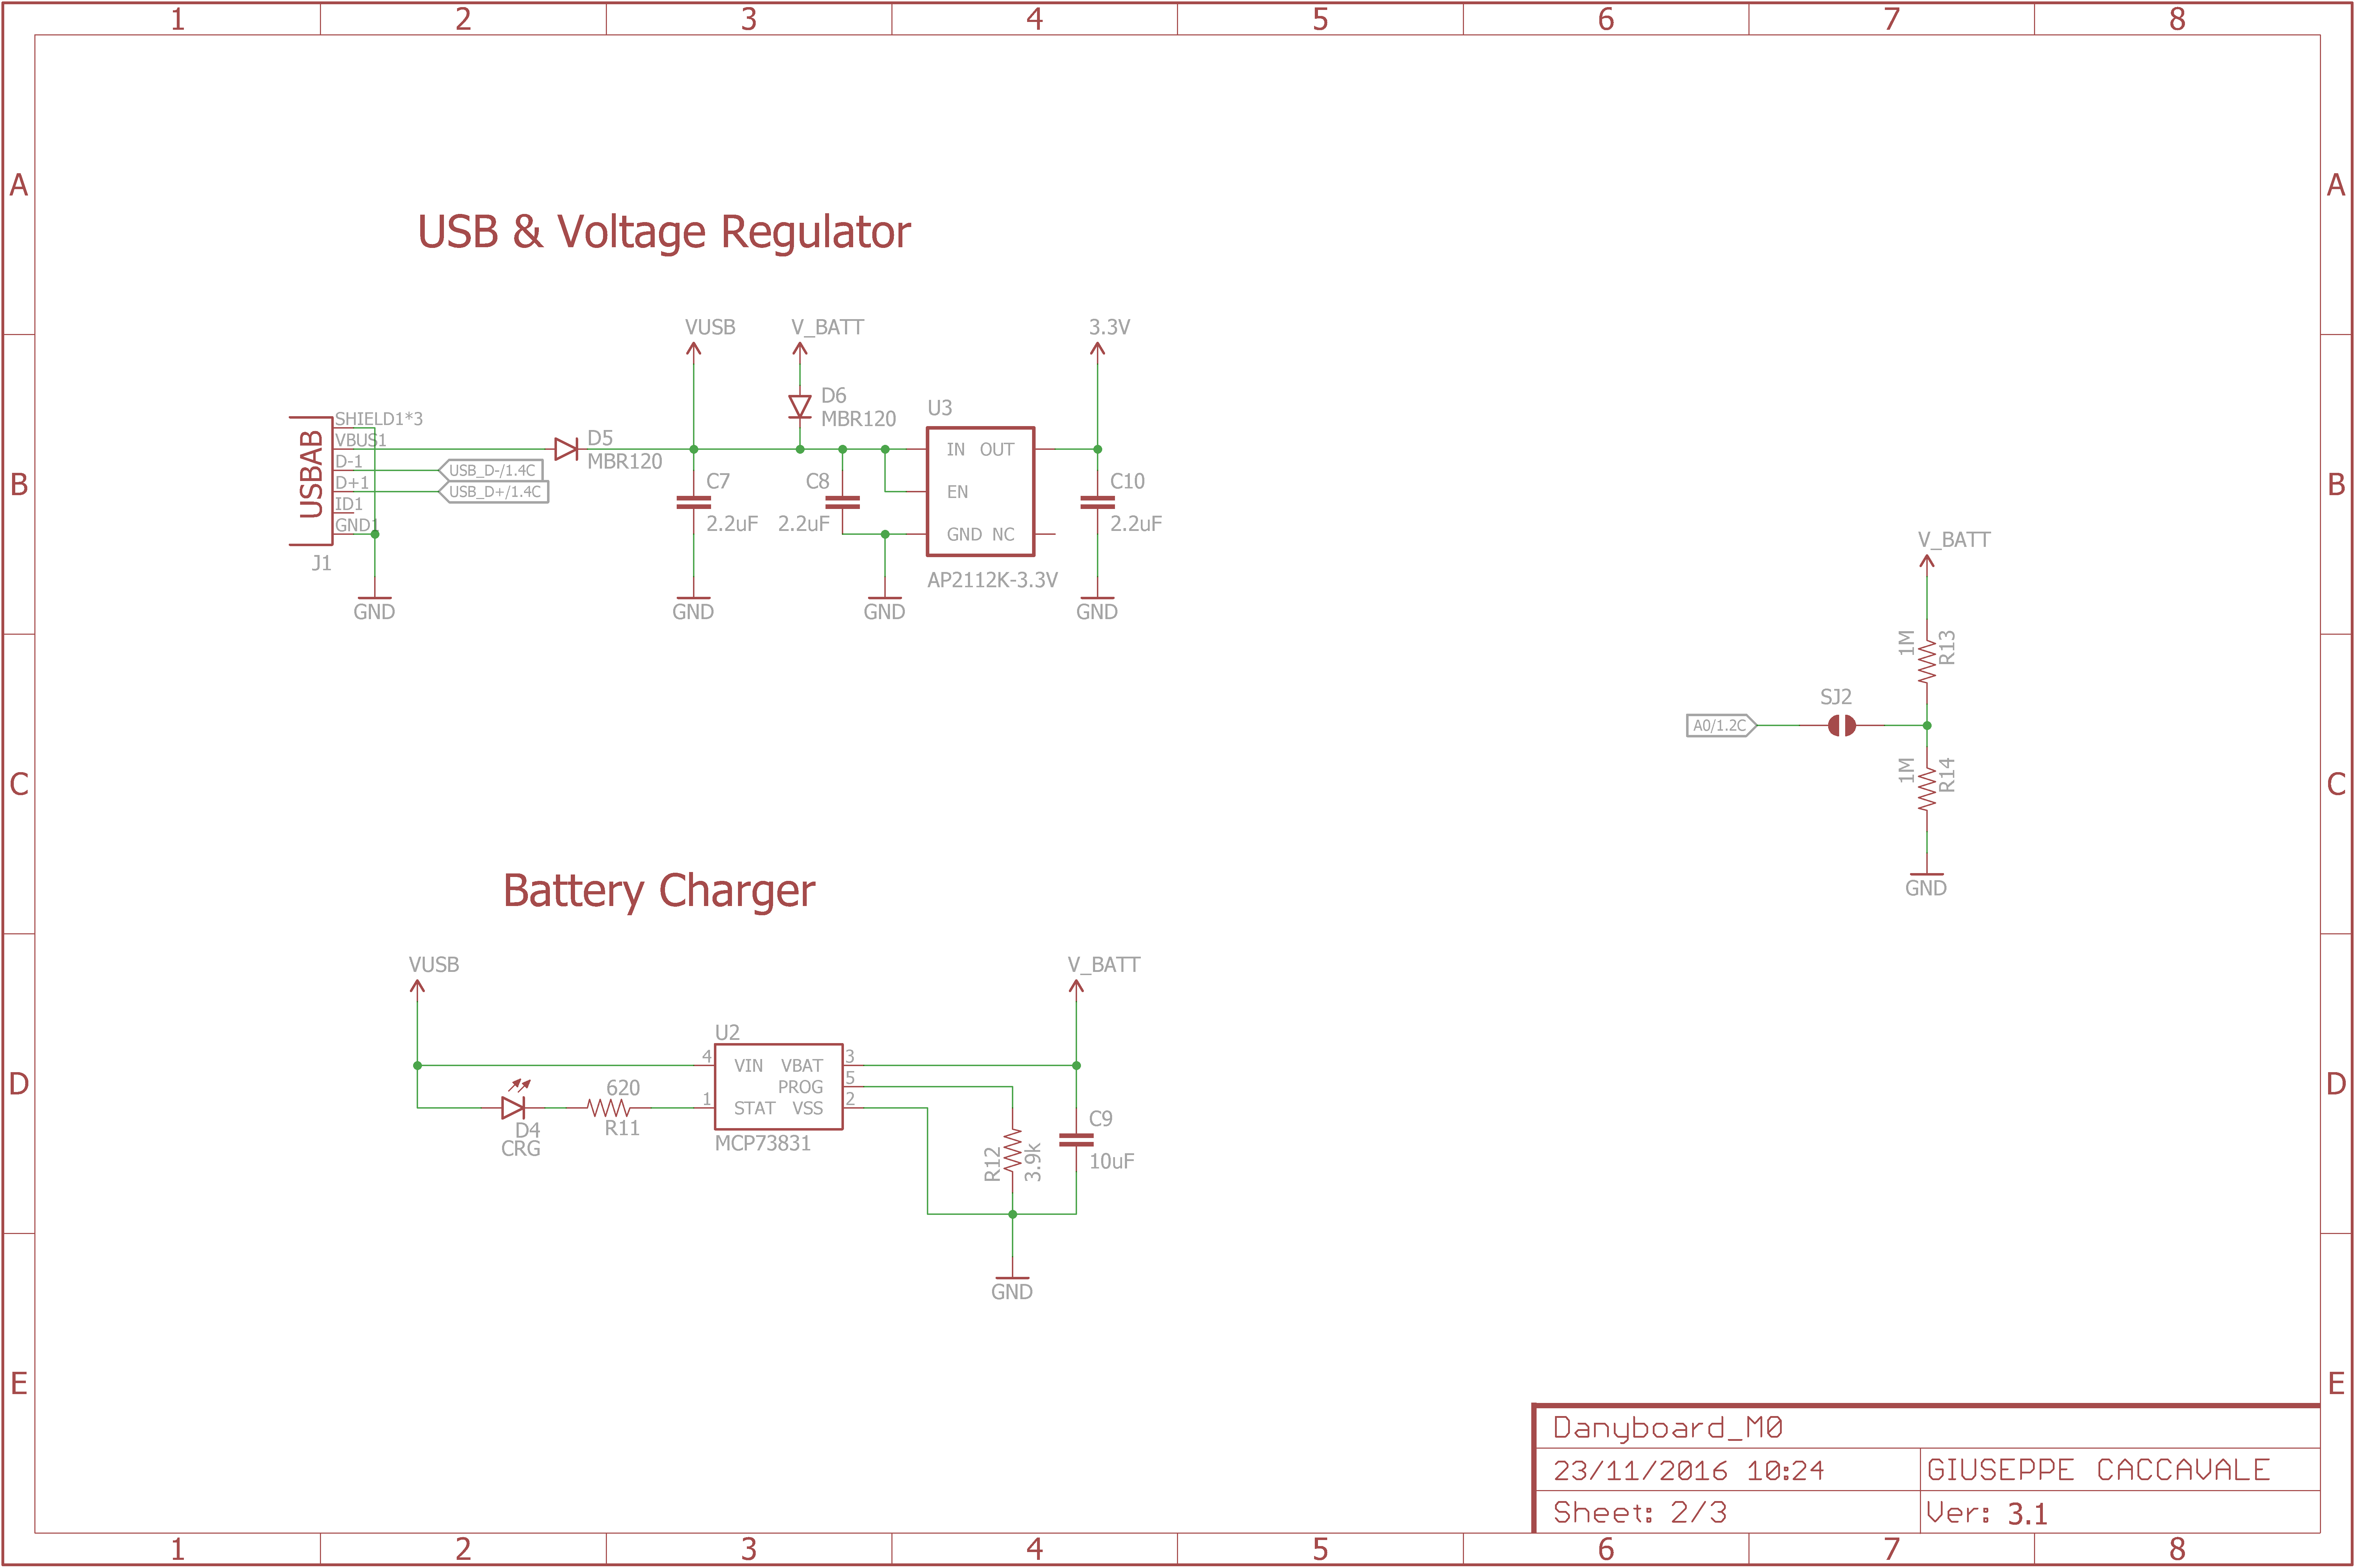 1 2 3 4 5 6 7 8
A A
USB & Voltage Regulator
VUSB V_BATT 3.3V
D6
MBR120
U3
SHIELD1*3
VBUS1
D-1
D+1
ID1
GND1
USBAB
J1
USB_D-/1.4C
USB_D+/1.4C
D5
MBR120
C7
2.2uF
C8
2.2uF
IN OUT
EN
GND NC
AP2112K-3.3V
C10
2.2uF
GND GND GND GND
B B
V_BATT
1M
R13
SJ2
A0/1.2C
1M
R14
GND
C C
Battery Charger
VUSB V_BATT
U2
4 VIN VBAT 3
PROG 5
1 STAT VSS 2
MCP73831
620
R11
D4
CRG
R12
3.9k
C9
10uF
GND
D D
E E
Danyboard_M0
23/11/2016 10:24 GIUSEPPE CACCAVALE
Sheet: 2/3 Ver: 3.1
1 2 3 4 5 6 7 8